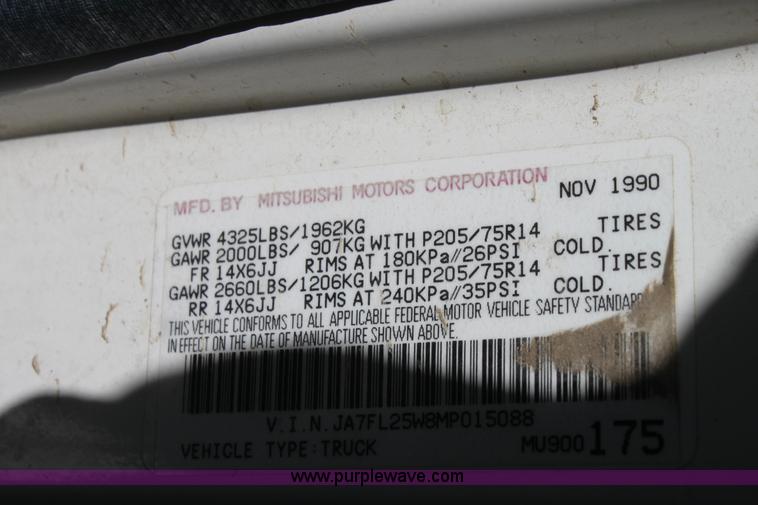 MFD. BY MITSUBISHI MOTORS CORPORATION NOV 1990
GVWR 4325LBS/1962KG
GAWR 2000LBS/ 907KG WITH P205/75R14 TIRES
FR 14X6JJ RIMS AT 180KPa//26PSI COLD.
GAWR 2660LBS/1206KG WITH P205/75R14 TIRES
RR 14X6JJ RIMS AT 240KPa//35PSI COLD.
THIS VEHICLE CONFORMS TO ALL APPLICABLE FEDERAL MOTOR VEHICLE SAFETY STANDARD
IN EFFECT ON THE DATE OF MANUFACTURE SHOWN ABOVE.
V.I.N.JA7FL25W8MP015088
VEHICLE TYPE:TRUCK MU900 175
www.purplewave.com